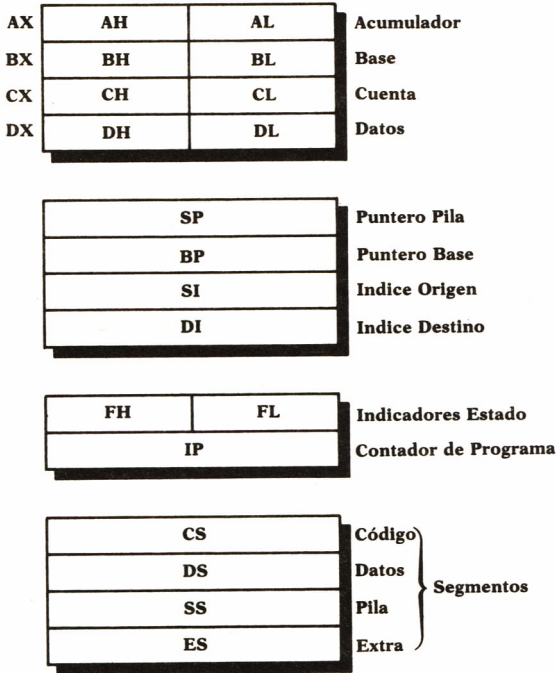 AX AH AL Acumulador
BX BH BL Base
CX CH CL Cuenta
DX DH DL Datos
SP Puntero Pila
BP Puntero Base
SI Indice Origen
DI Indice Destino
FH FL Indicadores Estado
IP Contador de Programa
CS Código
DS Datos
Segmentos
SS Pila
ES Extra